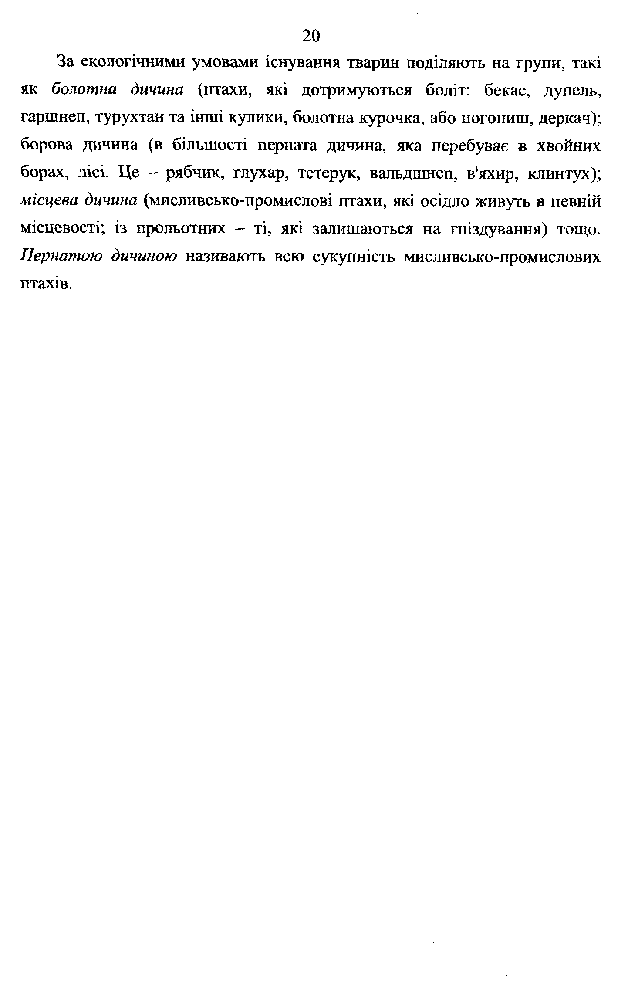 20
За екологічними умовами існування тварин поділяють на групи, такі
як болотна дичина (птахи, які дотримуються боліт: бекас, дупель,
гаршнеп, турухтан та інші кулики, болотна курочка, або погониш, деркач);
борова дичина (в більшості перната дичина, яка перебуває в хвойних
борах, лісі. Це – рябчик, глухар, тетерук, вальдшнеп, в'яхир, клинтух);
місцева дичина (мисливсько-промислові птахи, які осідло живуть в певній
місцевості; із прольотних – ті, які залишаються на гніздування) тощо.
Пернатою дичиною називають всю сукупність мисливсько-промислових
птахів.